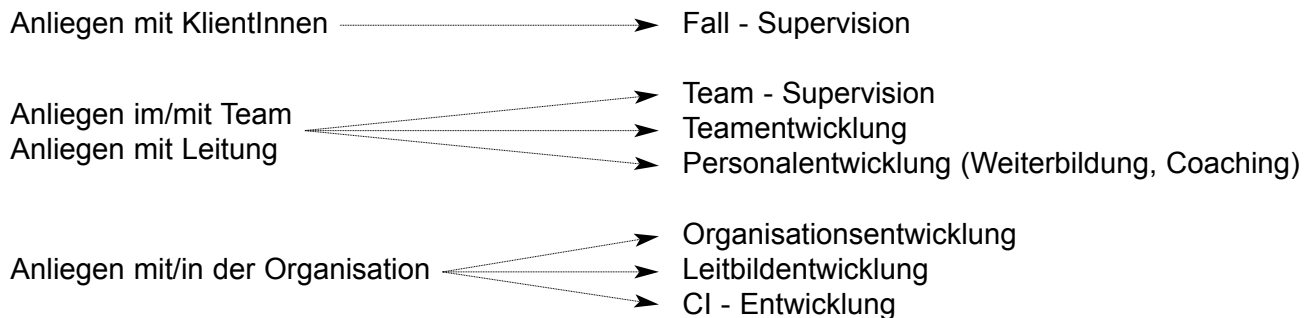 Anliegen mit KlientInnen
Fall - Supervision
Anliegen im/mit Team
Anliegen mit Leitung
Team - Supervision
Teamentwicklung
Personalentwicklung (Weiterbildung, Coaching)
Anliegen mit/in der Organisation
Organisationsentwicklung
Leitbildentwicklung
CI - Entwicklung